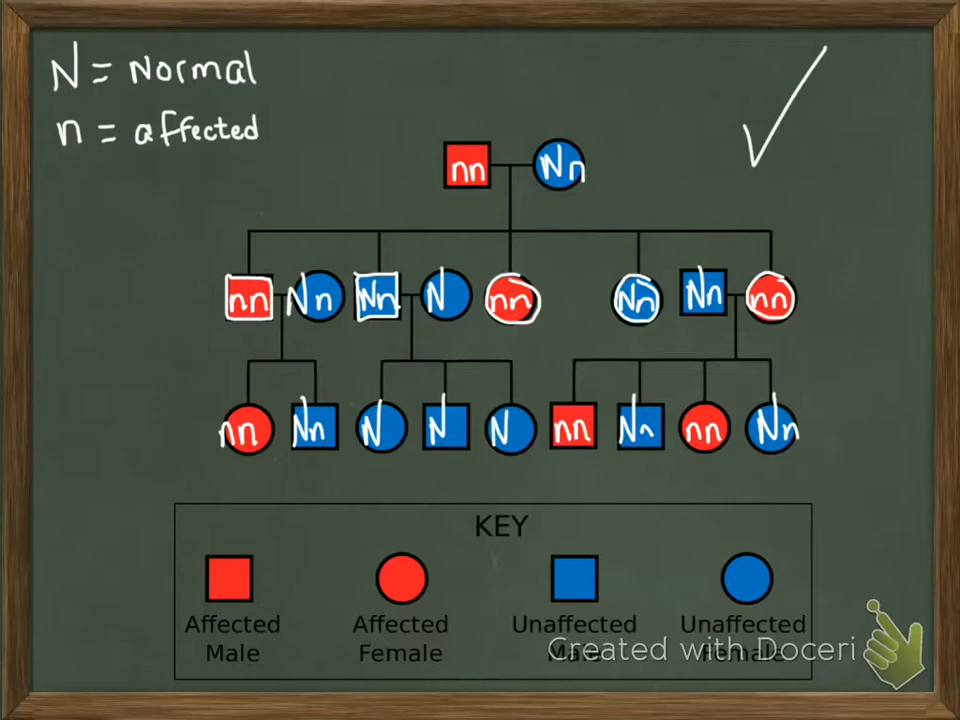 N = Normal
n = affected
nn Nn
nn Nn Nn N nn Nn Nn nn
nn Nn N N N nn Nn nn Nn
KEY
Affected Male
Affected Female
Unaffected Male
Unaffected Female
Created with Doceri